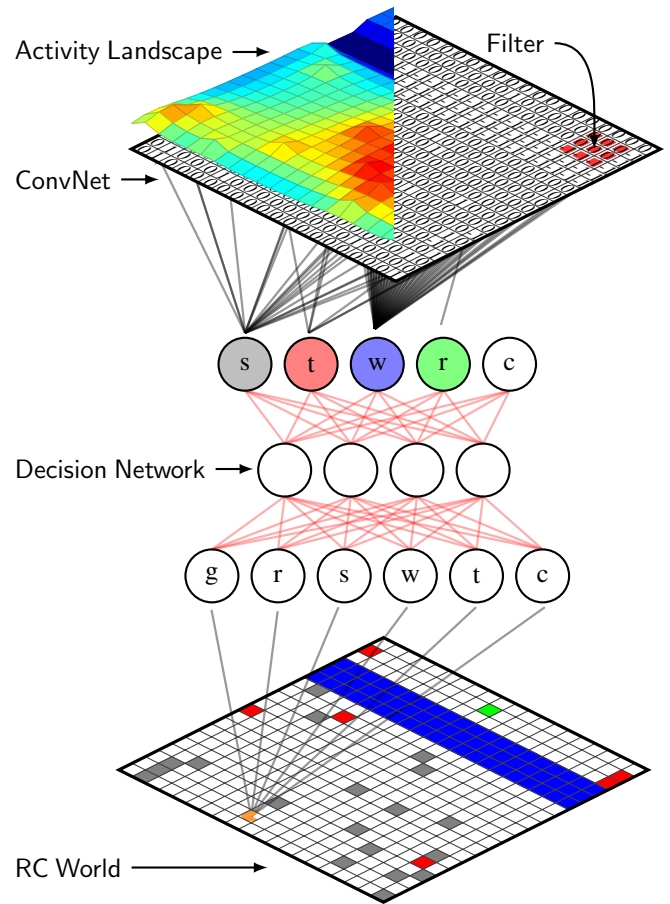 Activity Landscape
Filter
ConvNet
s t w r c
Decision Network
g r s w t c
RC World